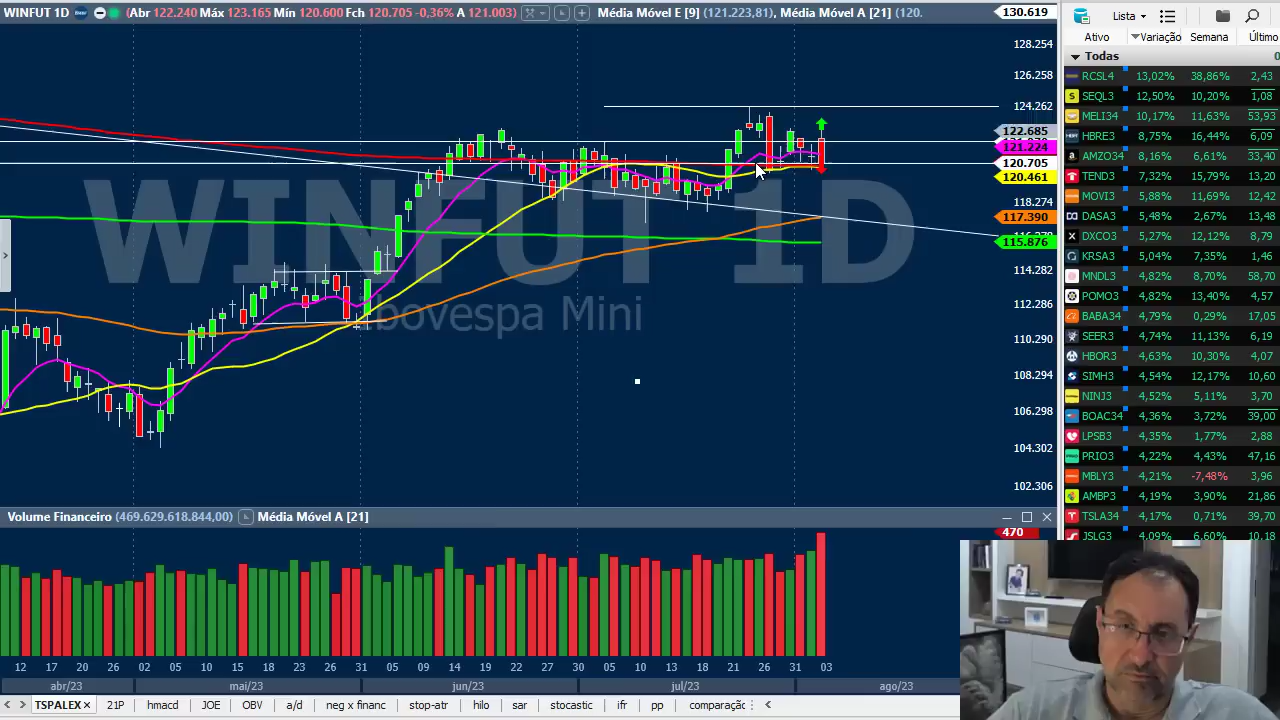 WINFUT 1D (Abr 122.240 Máx 123.165 Mín 120.600 Fch 120.705 -0,36% A 121.003) Média Móvel E [9] (121.223,81), Média Móvel A [21] (120.
130.619
128.254
126.258
124.262
122.685
121.224
120.705
120.461
118.274
117.390
115.876
114.282
112.286
110.290
108.294
106.298
104.302
102.306
WINFUT 1D
Ibovespa Mini
Volume Financeiro (469.629.618.844,00) Média Móvel A [21]
470
12 17 20 26 02 05 10 15 18 23 26 31 05 09 14 19 22 27 30 05 10 13 18 21 26 31 03
abr/23 mai/23 jun/23 jul/23 ago/23
TSPALEX 21P hmacd JOE OBV a/d neg x financ stop-atr hilo sar stocastic ifr pp comparação
Lista
Ativo Variação Semana Último
Todas
RCSL4 13,02% 38,86% 2,43
SEQL3 12,50% 10,20% 1,08
MELI34 10,17% 11,63% 53,93
HBRE3 8,75% 16,44% 6,09
AMZO34 8,16% 6,61% 33,40
TEND3 7,32% 15,79% 13,20
MOVI3 5,88% 11,69% 12,42
DASA3 5,48% 2,67% 13,48
DXCO3 5,27% 12,12% 8,79
KRSA3 5,04% 7,35% 1,46
MNDL3 4,82% 8,70% 58,70
POMO3 4,82% 13,40% 4,57
BABA34 4,79% 0,29% 17,05
SEER3 4,71% 11,13% 6,19
HBOR3 4,63% 10,30% 4,07
SIMH3 4,54% 12,17% 10,60
NINJ3 4,52% 5,11% 3,70
BOAC34 4,36% 3,72% 39,00
LPSB3 4,35% 1,77% 2,88
PRIO3 4,22% 4,43% 47,16
MBLY3 4,21% -7,48% 3,96
AMBP3 4,19% 3,90% 21,86
TSLA34 4,17% 0,71% 39,70
JSLG3 4,09% 6,60% 10,18